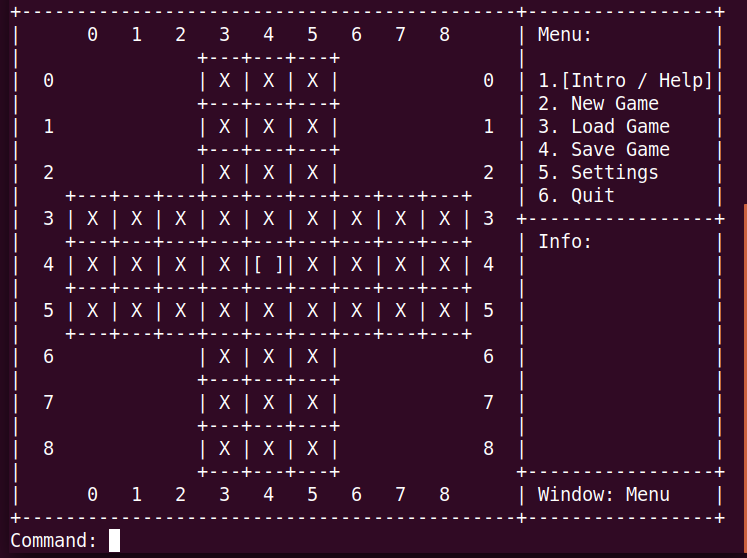 +---------------------------------------------+-----------------+
|      0   1   2   3   4   5   6   7   8      | Menu:           |
|                +---+---+---+                |                 |
|  0             | X | X | X |             0  | 1.[Intro / Help]|
|                +---+---+---+                | 2. New Game     |
|  1             | X | X | X |             1  | 3. Load Game    |
|                +---+---+---+                | 4. Save Game    |
|  2             | X | X | X |             2  | 5. Settings     |
|    +---+---+---+---+---+---+---+---+---+    | 6. Quit         |
|  3 | X | X | X | X | X | X | X | X | X | 3  +-----------------+
|    +---+---+---+---+---+---+---+---+---+    | Info:           |
|  4 | X | X | X | X |[ ]| X | X | X | X | 4  |                 |
|    +---+---+---+---+---+---+---+---+---+    |                 |
|  5 | X | X | X | X | X | X | X | X | X | 5  |                 |
|    +---+---+---+---+---+---+---+---+---+    |                 |
|  6             | X | X | X |             6  |                 |
|                +---+---+---+                |                 |
|  7             | X | X | X |             7  |                 |
|                +---+---+---+                |                 |
|  8             | X | X | X |             8  |                 |
|                +---+---+---+                +-----------------+
|      0   1   2   3   4   5   6   7   8      | Window: Menu    |
+---------------------------------------------+-----------------+
Command: